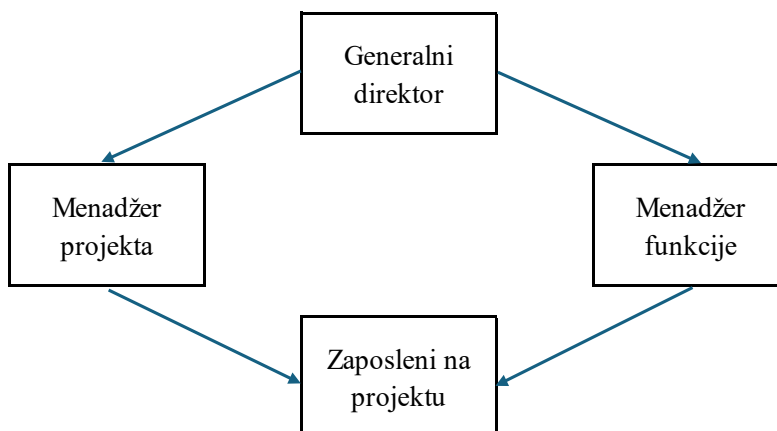 Generalni
direktor
Menadžer
projekta
Menadžer
funkcije
Zaposleni na
projektu